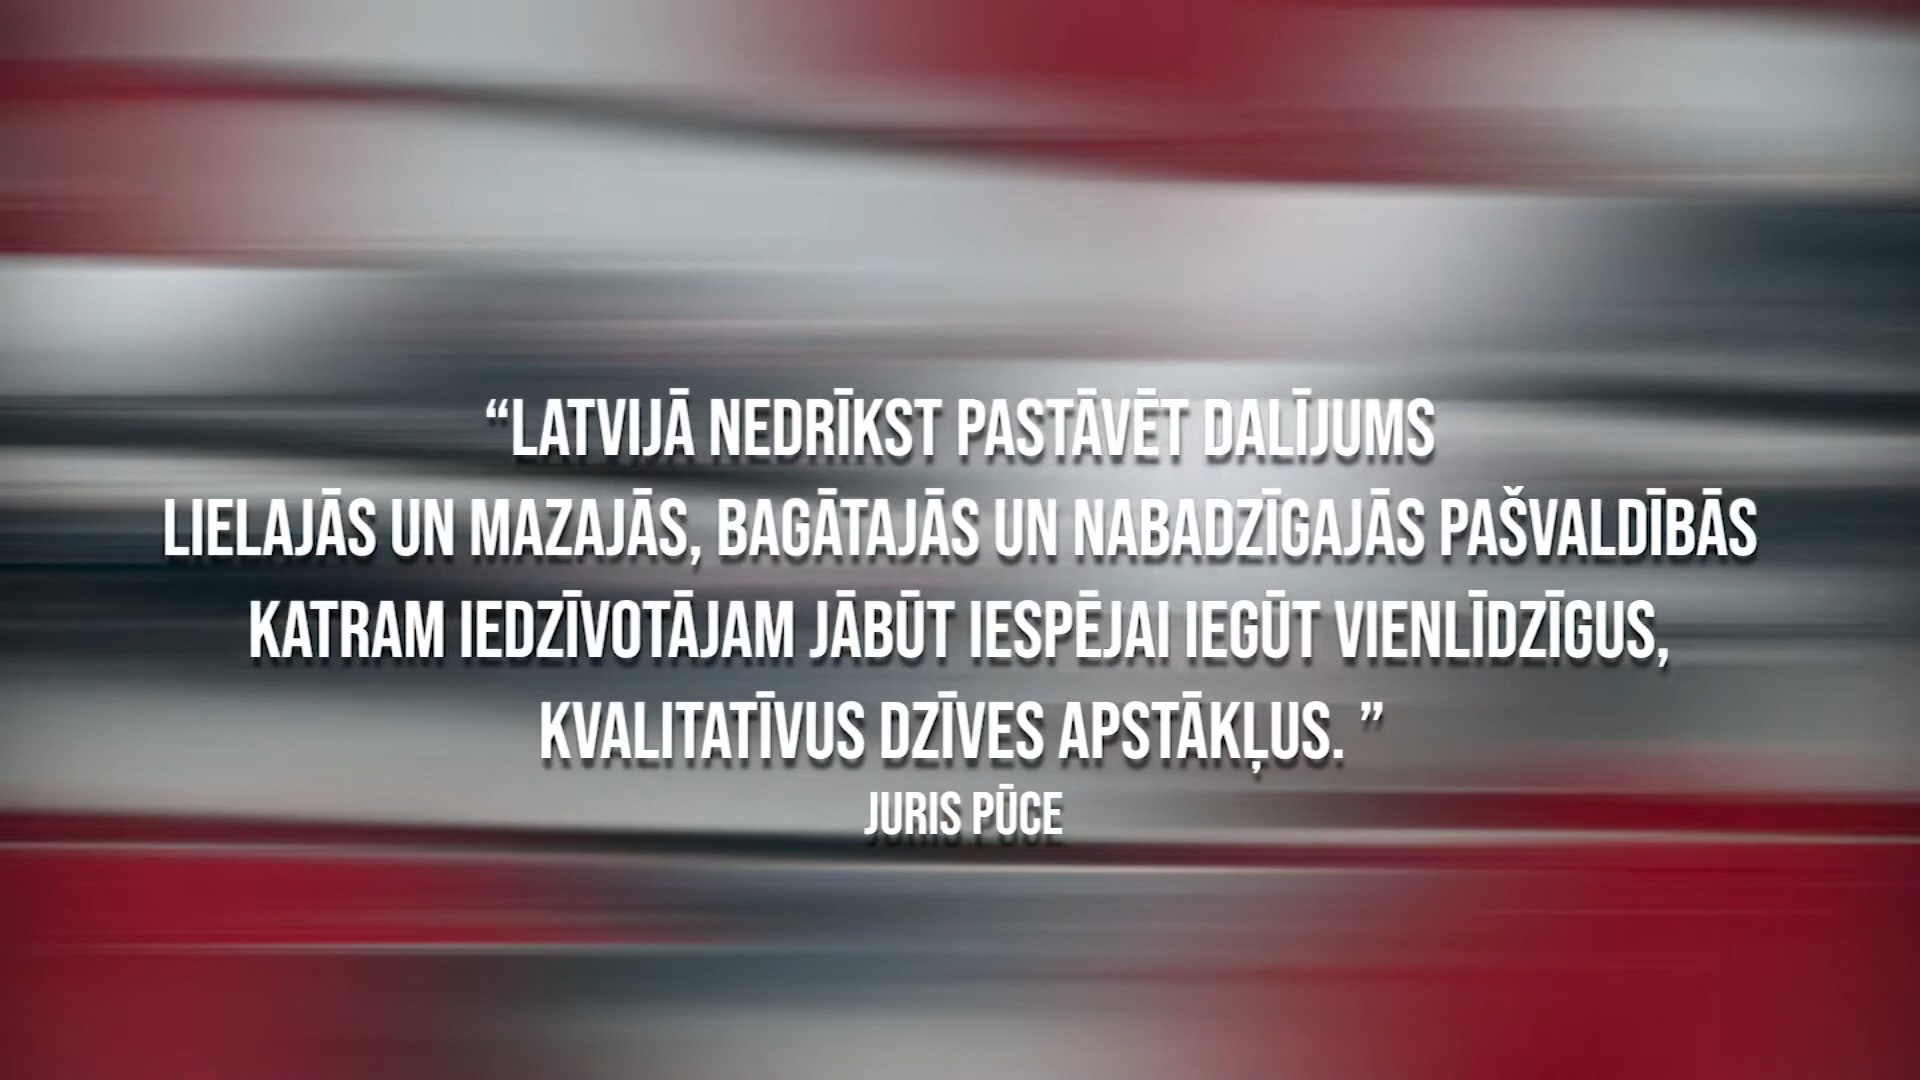 “LATVIJĀ NEDRĪKST PASTĀVĒT DALĪJUMS
LIELAJĀS UN MAZAJĀS, BAGĀTAJĀS UN NABADZĪGAJĀS PAŠVALDĪBĀS
KATRAM IEDZĪVOTĀJAM JĀBŪT IESPĒJAI IEGŪT VIENLĪDZĪGUS,
KVALITATĪVUS DZĪVES APSTĀKĻUS. ”
JURIS PŪCE